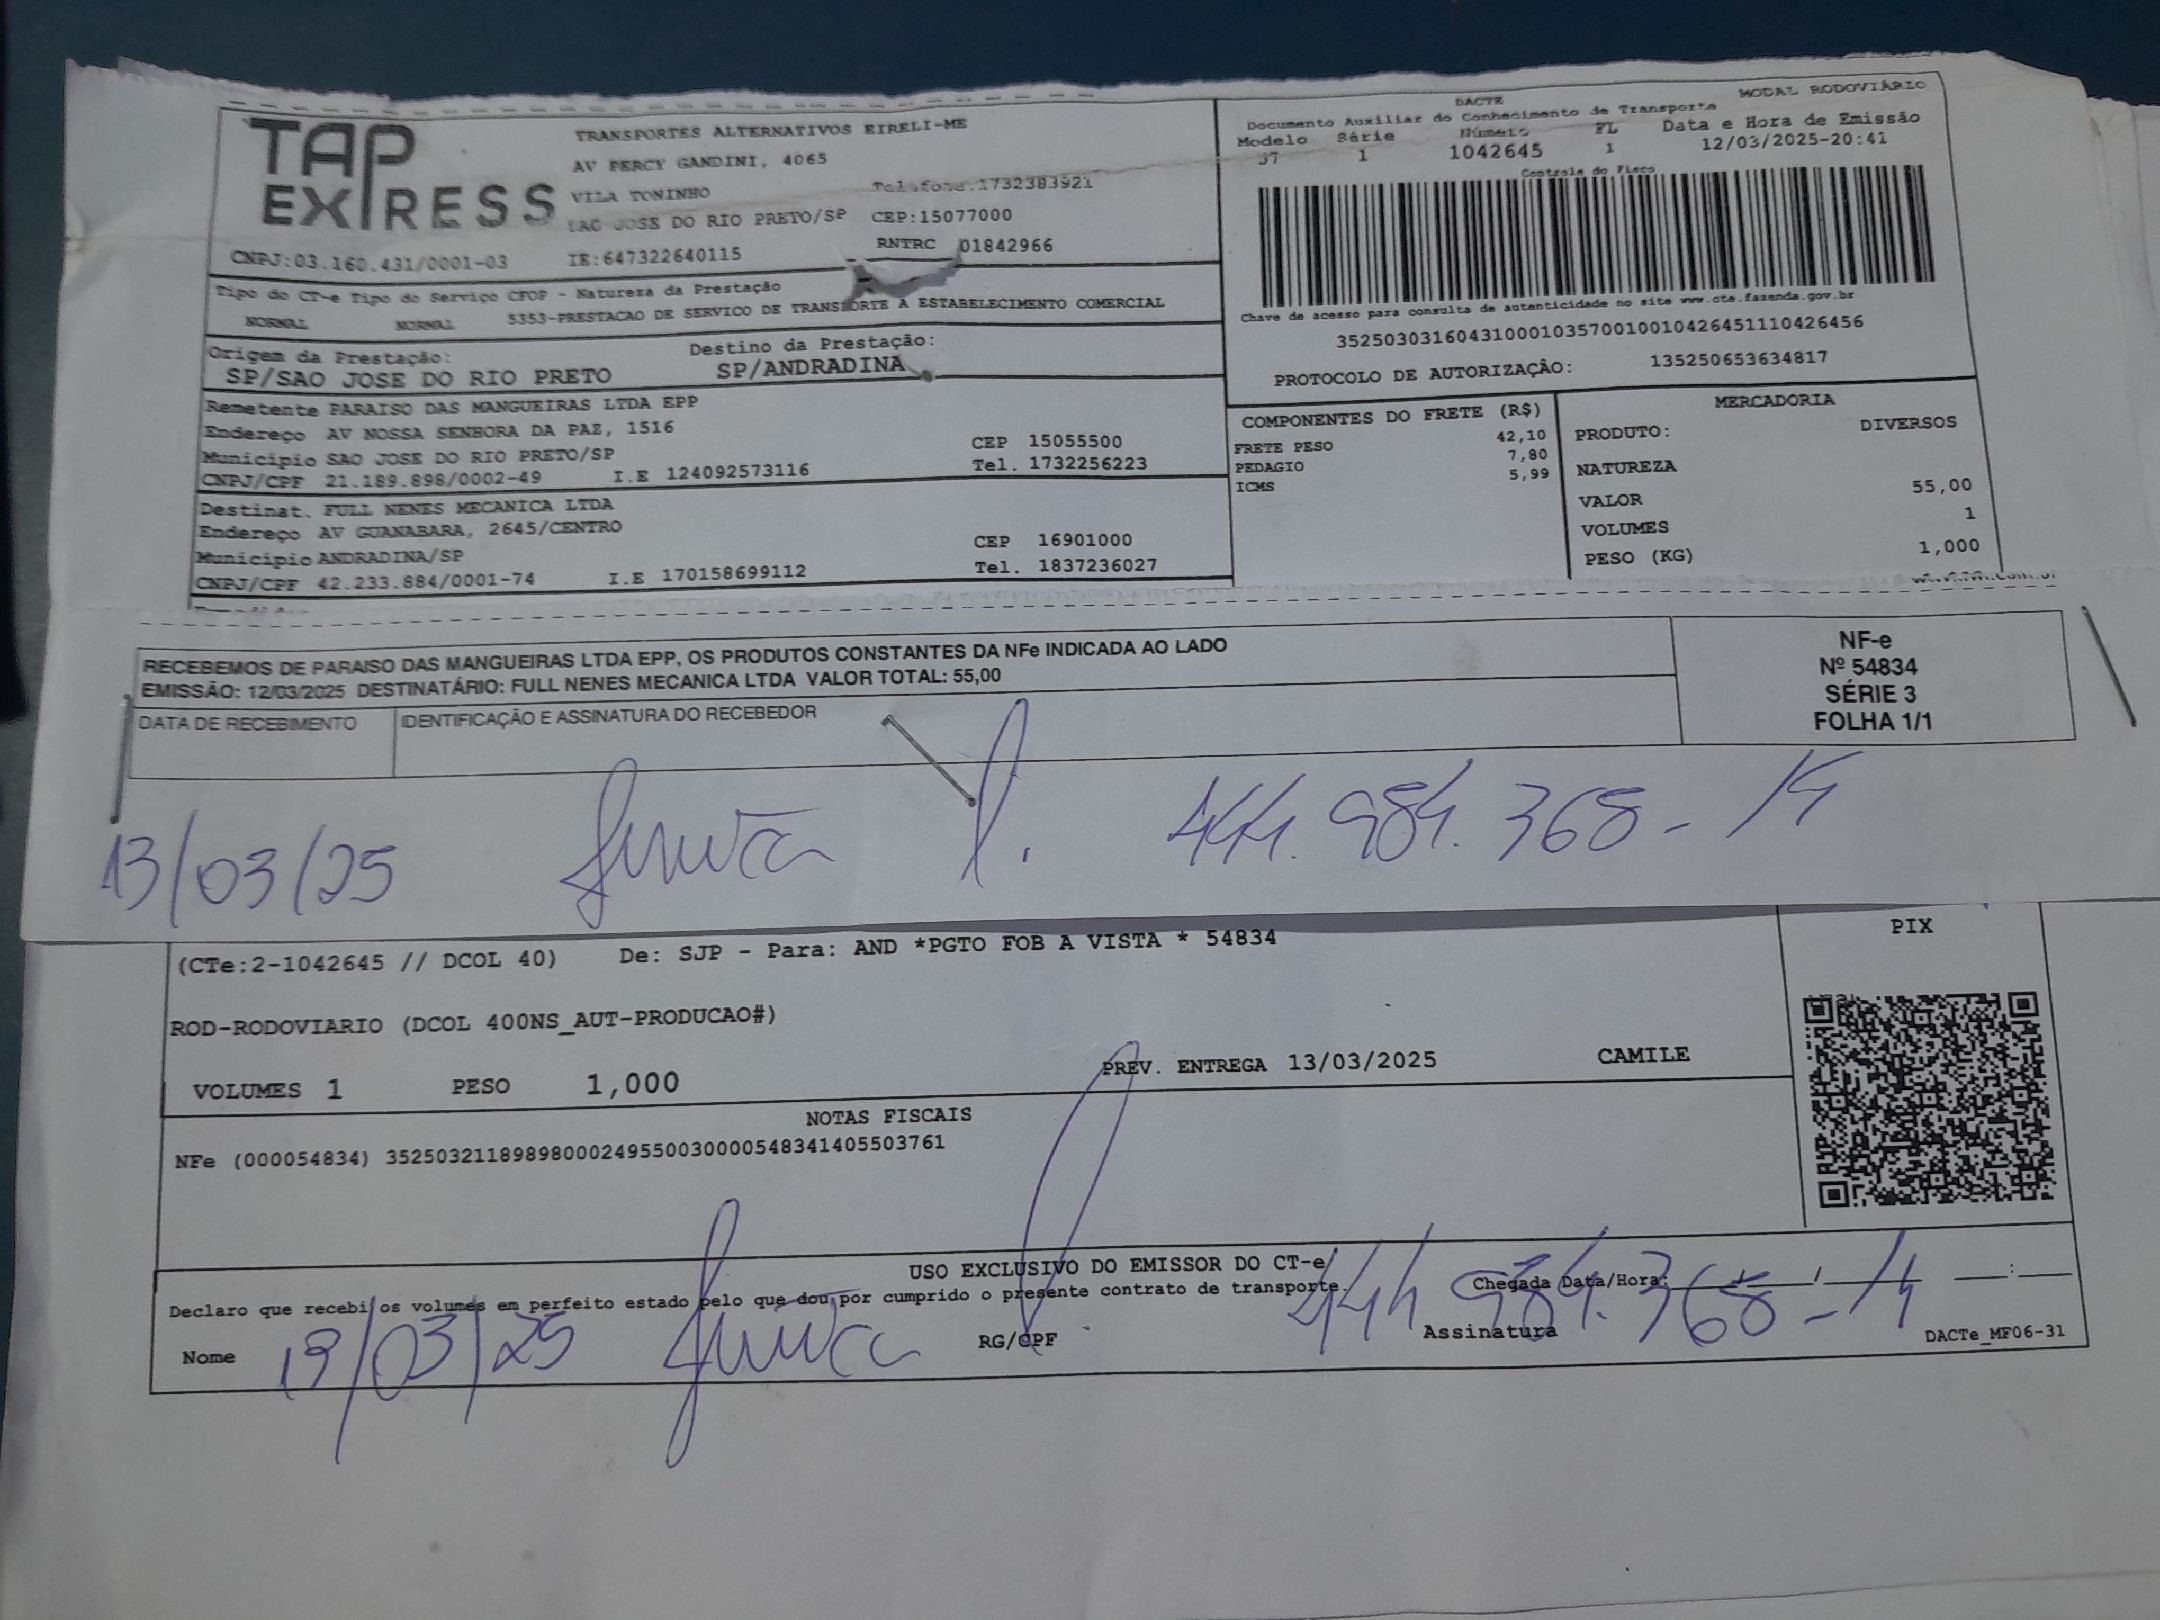 TAP
EXPRESS
TRANSPORTES ALTERNATIVOS EIRELI-ME
AV PERCY GANDINI, 4065
VILA TONINHO Telefone.1732383921
SAO JOSE DO RIO PRETO/SP CEP:15077000
CNPJ:03.160.431/0001-03 IE:647322640115 RNTRC 01842966
Tipo do CT-e Tipo do Serviço CFOP - Natureza da Prestação
NORMAL NORMAL 5353-PRESTACAO DE SERVICO DE TRANSPORTE A ESTABELECIMENTO COMERCIAL
Origem da Prestação: Destino da Prestação:
SP/SAO JOSE DO RIO PRETO SP/ANDRADINA
Remetente PARAISO DAS MANGUEIRAS LTDA EPP
Endereço AV NOSSA SENHORA DA PAZ, 1516 CEP 15055500
Município SAO JOSE DO RIO PRETO/SP Tel. 1732256223
CNPJ/CPF 21.189.898/0002-49 I.E 124092573116
Destinat. FULL NENES MECANICA LTDA
Endereço AV GUANABARA, 2645/CENTRO CEP 16901000
Município ANDRADINA/SP Tel. 1837236027
CNPJ/CPF 42.233.884/0001-74 I.E 170158699112
DACTE MODAL RODOVIÁRIO
Documento Auxiliar do Conhecimento de Transporte
Modelo Série Número FL Data e Hora de Emissão
57 1 1042645 1 12/03/2025-20:41
Controle do Fisco
Chave de acesso para consulta de autenticidade no site www.cte.fazenda.gov.br
35250303160431000103570010010426451110426456
PROTOCOLO DE AUTORIZAÇÃO: 135250653634817
COMPONENTES DO FRETE (R$)
FRETE PESO 42,10
PEDAGIO 7,80
ICMS 5,99
MERCADORIA
PRODUTO: DIVERSOS
NATUREZA
VALOR 55,00
VOLUMES 1
PESO (KG) 1,000
RECEBEMOS DE PARAISO DAS MANGUEIRAS LTDA EPP, OS PRODUTOS CONSTANTES DA NFe INDICADA AO LADO
EMISSÃO: 12/03/2025 DESTINATÁRIO: FULL NENES MECANICA LTDA VALOR TOTAL: 55,00
DATA DE RECEBIMENTO IDENTIFICAÇÃO E ASSINATURA DO RECEBEDOR
NF-e
Nº 54834
SÉRIE 3
FOLHA 1/1
13/03/25 444.984.368-14
(CTe:2-1042645 // DCOL 40) De: SJP - Para: AND *PGTO FOB A VISTA * 54834
ROD-RODOVIARIO (DCOL 400NS_AUT-PRODUCAO#)
VOLUMES 1 PESO 1,000 PREV. ENTREGA 13/03/2025 CAMILE
PIX
NOTAS FISCAIS
NFe (000054834) 35250321189898000249550030000548341405503761
USO EXCLUSIVO DO EMISSOR DO CT-e
Declaro que recebi os volumes em perfeito estado pelo que dou por cumprido o presente contrato de transporte. Chegada Data/Hora: / / :
Nome 13/03/25 RG/CPF 444.984.368-14 Assinatura DACTe_MF06-31